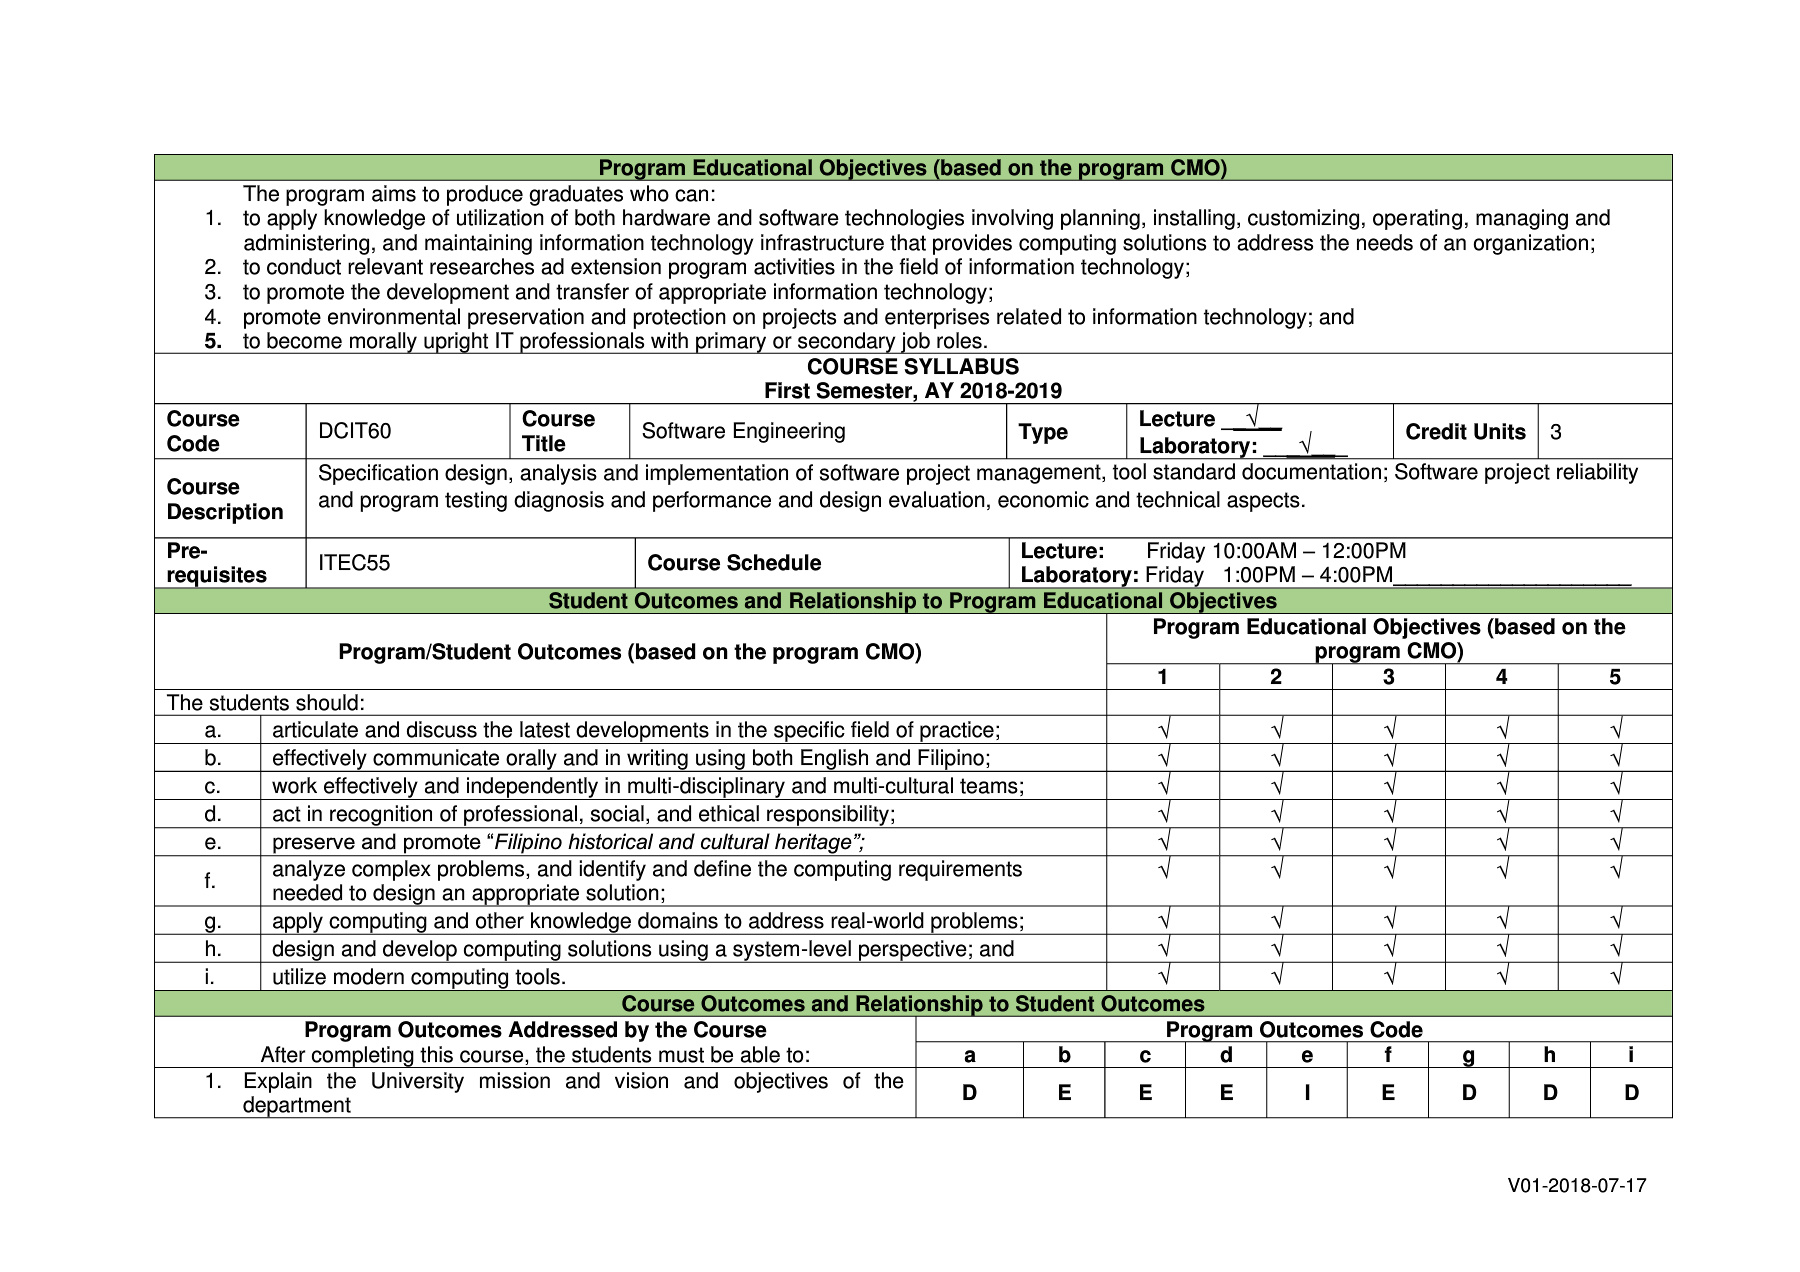 Program Educational Objectives (based on the program CMO)
The program aims to produce graduates who can:
1. to apply knowledge of utilization of both hardware and software technologies involving planning, installing, customizing, operating, managing and
administering, and maintaining information technology infrastructure that provides computing solutions to address the needs of an organization;
2. to conduct relevant researches ad extension program activities in the field of information technology;
3. to promote the development and transfer of appropriate information technology;
4. promote environmental preservation and protection on projects and enterprises related to information technology; and
5. to become morally upright IT professionals with primary or secondary job roles.
COURSE SYLLABUS
First Semester, AY 2018-2019
Course Code DCIT60 Course Title Software Engineering Type Lecture __√__ Laboratory: ___√___ Credit Units 3
Course Description
Specification design, analysis and implementation of software project management, tool standard documentation; Software project reliability
and program testing diagnosis and performance and design evaluation, economic and technical aspects.
Pre-requisites ITEC55 Course Schedule
Lecture: Friday 10:00AM – 12:00PM
Laboratory: Friday 1:00PM – 4:00PM____________________
Student Outcomes and Relationship to Program Educational Objectives
Program/Student Outcomes (based on the program CMO)
Program Educational Objectives (based on the
program CMO)
1 2 3 4 5
The students should:
a. articulate and discuss the latest developments in the specific field of practice; √ √ √ √ √
b. effectively communicate orally and in writing using both English and Filipino; √ √ √ √ √
c. work effectively and independently in multi-disciplinary and multi-cultural teams; √ √ √ √ √
d. act in recognition of professional, social, and ethical responsibility; √ √ √ √ √
e. preserve and promote “Filipino historical and cultural heritage”; √ √ √ √ √
f. analyze complex problems, and identify and define the computing requirements
needed to design an appropriate solution; √ √ √ √ √
g. apply computing and other knowledge domains to address real-world problems; √ √ √ √ √
h. design and develop computing solutions using a system-level perspective; and √ √ √ √ √
i. utilize modern computing tools. √ √ √ √ √
Course Outcomes and Relationship to Student Outcomes
Program Outcomes Addressed by the Course
After completing this course, the students must be able to:
Program Outcomes Code
a b c d e f g h i
1. Explain the University mission and vision and objectives of the
department D E E E I E D D D
V01-2018-07-17